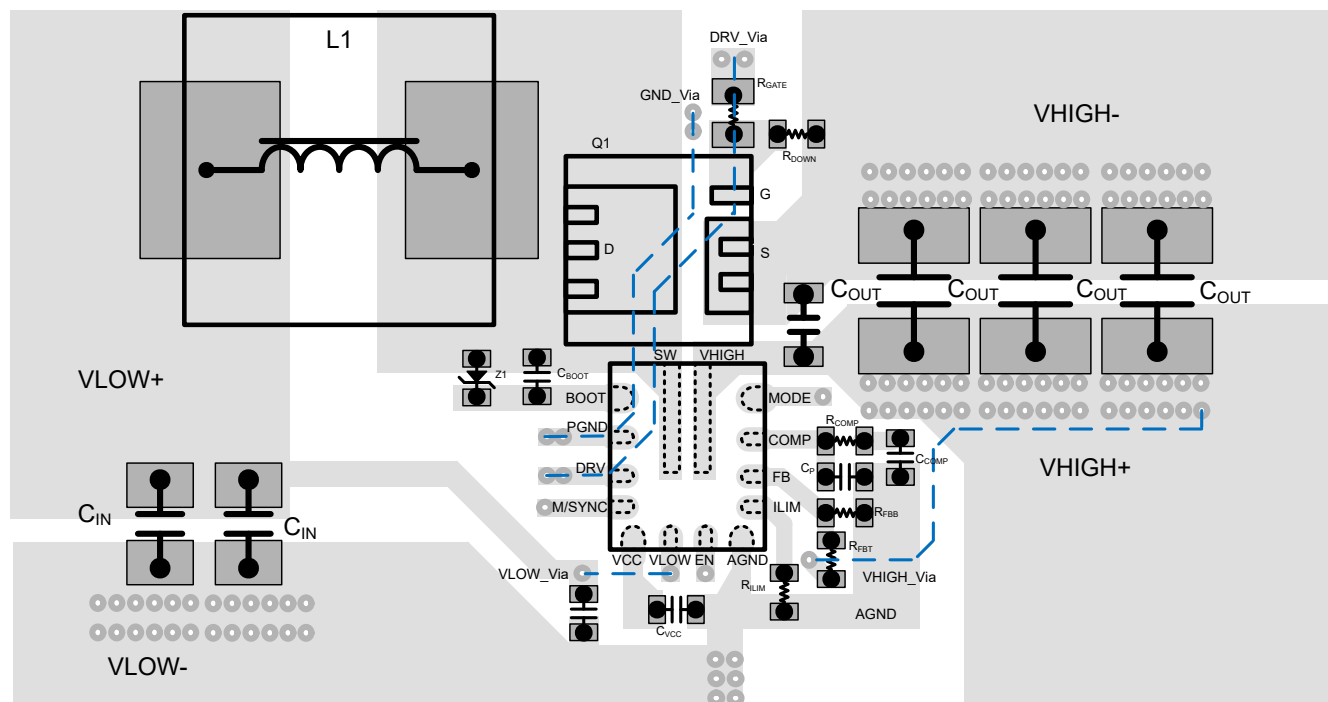 L1
DRV_Via
RGATE
GND_Via
VHIGH-
Q1
RDOWN
G
D
S
COUT
COUT
COUT
COUT
SW
VHIGH
VLOW+
Z1
CBOOT
BOOT
MODE
PGND
RCOMP
COMP
CCOMP
DRV
CP
FB
VHIGH+
M/SYNC
ILIM
RFBB
CIN
CIN
RFBT
VCC
VLOW
EN
AGND
VLOW_Via
VHIGH_Via
RILIM
AGND
CVCC
VLOW-